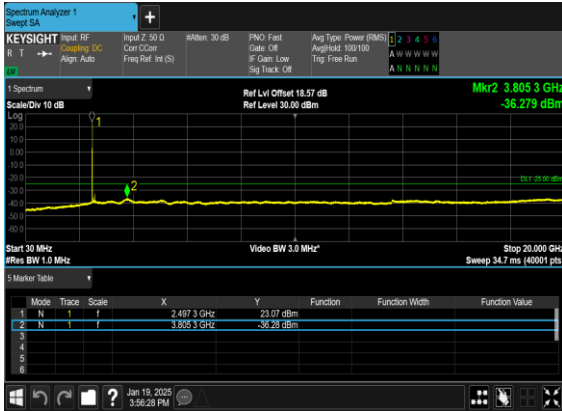 Spectrum Analyzer 1
Swept SA
+
KEYSIGHT Input: RF Input Z: 50 Ω #Atten: 30 dB PNO: Fast Avg Type: Power (RMS) 1 2 3 4 5 6
R T Coupling: DC Corr CCorr Gate: Off Avg|Hold: 100/100 A W W W W W
Align: Auto Freq Ref: Int (S) IF Gain: Low Trig: Free Run
Sig Track: Off A N N N N N
1 Spectrum
Ref Lvl Offset 18.57 dB Mkr2 3.805 3 GHz
Scale/Div 10 dB Ref Level 30.00 dBm -36.279 dBm
Log
1
20.0
10.0
0.00
-10.0
DL1 -25.00 dBm
-20.0
2
-30.0
-40.0
-50.0
-60.0
Start 30 MHz Video BW 3.0 MHz* Stop 20.000 GHz
#Res BW 1.0 MHz Sweep 34.7 ms (40001 pts)
5 Marker Table
Mode Trace Scale X Y Function Function Width Function Value
1 N 1 f 2.497 3 GHz 23.07 dBm
2 N 1 f 3.805 3 GHz -36.28 dBm
3
4
5
6
? Jan 19, 2025
3:56:28 PM